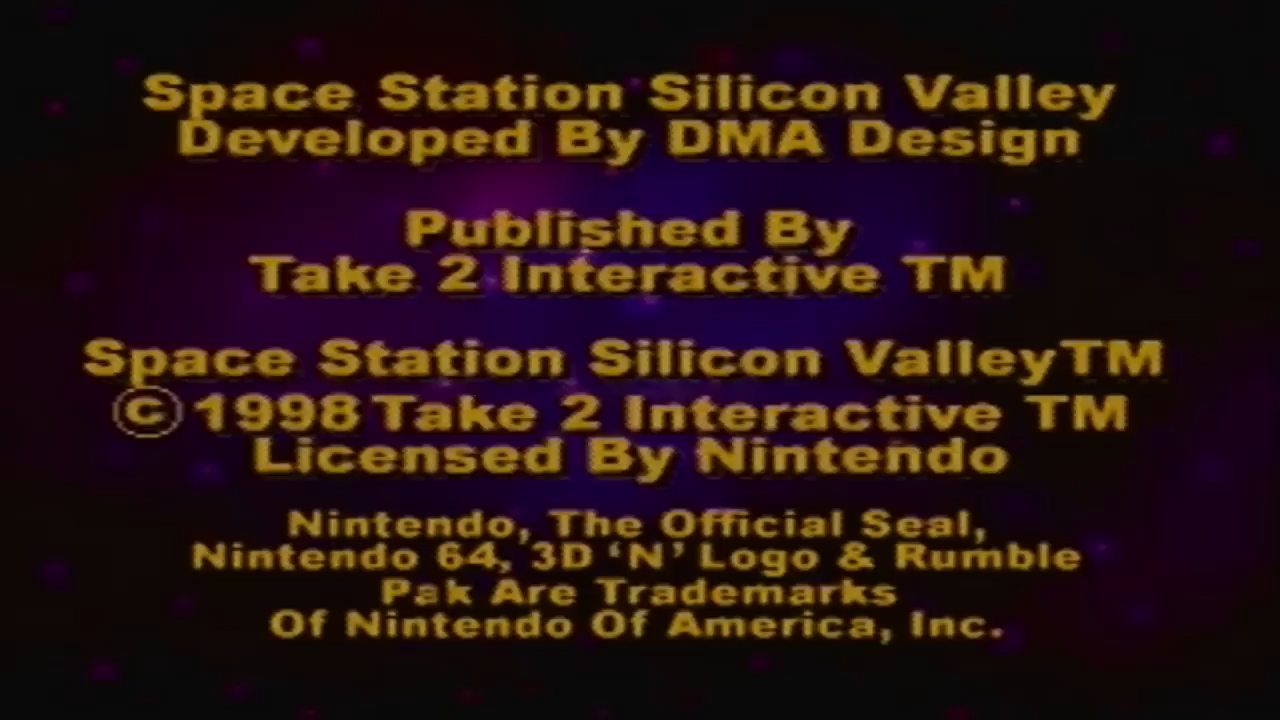 Space Station Silicon Valley
Developed By DMA Design
Published By
Take 2 Interactive TM
Space Station Silicon ValleyTM
© 1998 Take 2 Interactive TM
Licensed By Nintendo
Nintendo, The Official Seal,
Nintendo 64, 3D ‘N’ Logo & Rumble
Pak Are Trademarks
Of Nintendo Of America, Inc.